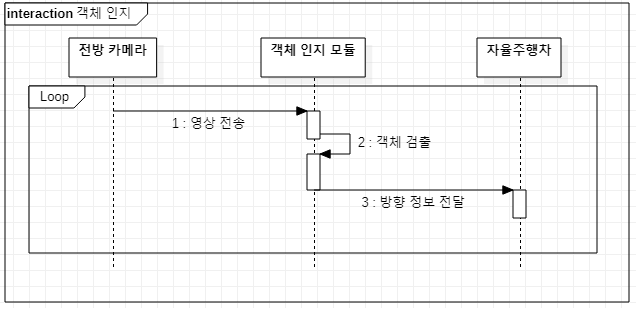 interaction 객체 인지
전방 카메라
객체 인지 모듈
자율주행차
Loop
1 : 영상 전송
2 : 객체 검출
3 : 방향 정보 전달